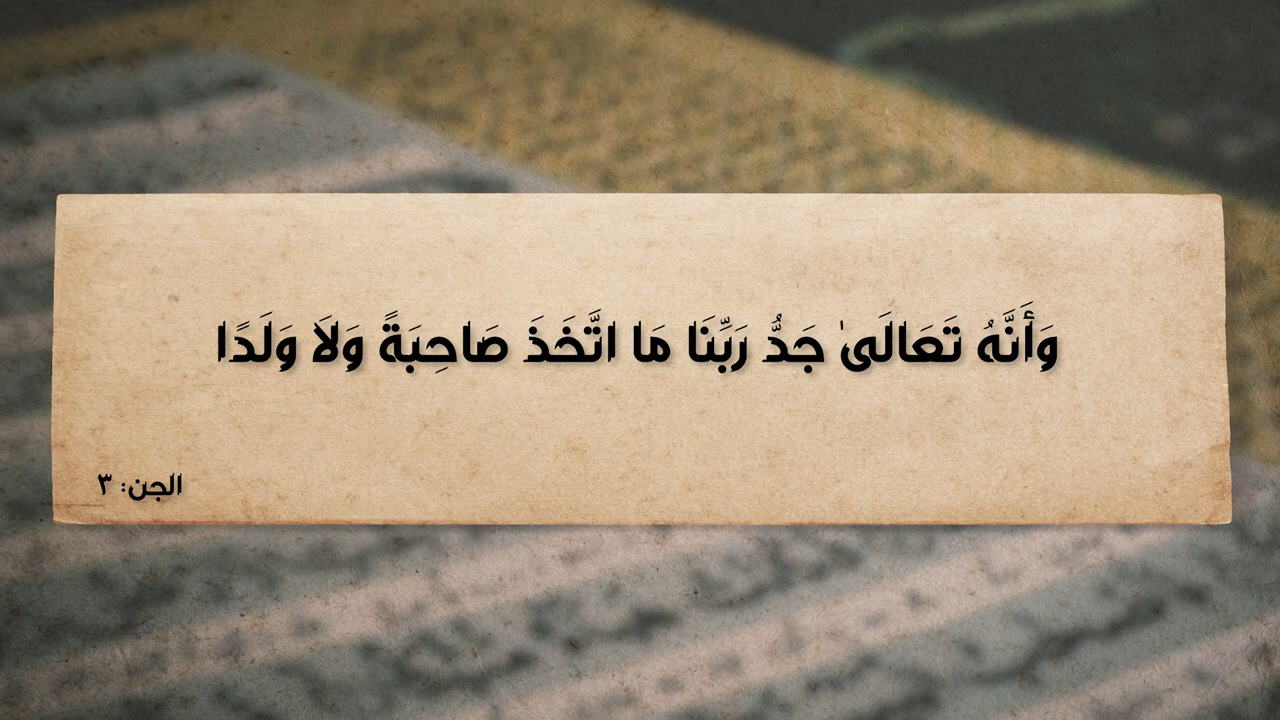 وَأَنَّهُ تَعَالَىٰ جَدُّ رَبِّنَا مَا اتَّخَذَ صَاحِبَةً وَلَا وَلَدًا
الجن: ٣